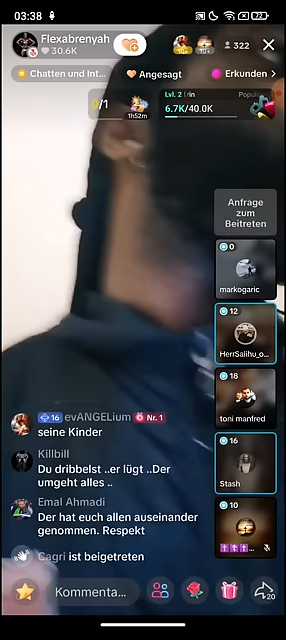 03:38
72
Flexabrenyah
30.6K
322
Chatten und Int...
Angesagt
Erkunden >
0/1
1h52m
Lvl. 2
6.7K/40.0K
Anfrage
zum
Beitreten
0
markogaric
12
HerrSalihu_o...
18
toni manfred
16
Stash
10
16 evANGELium Nr. 1
seine Kinder
Killbill
Du dribbelst ..er lügt ..Der
umgeht alles ..
Emal Ahmadi
Der hat euch allen auseinander
genommen. Respekt
Cagri ist beigetreten
Kommenta...
20